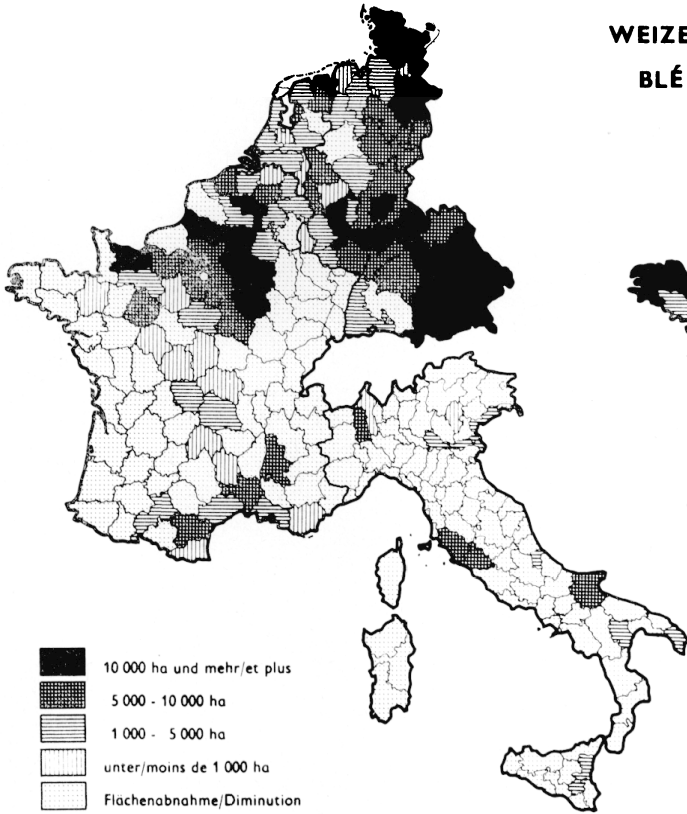 WEIZE
BLÉ
10 000 ha und mehr/et plus
5 000 - 10 000 ha
1 000 - 5 000 ha
unter/moins de 1 000 ha
Flächenabnahme/Diminution